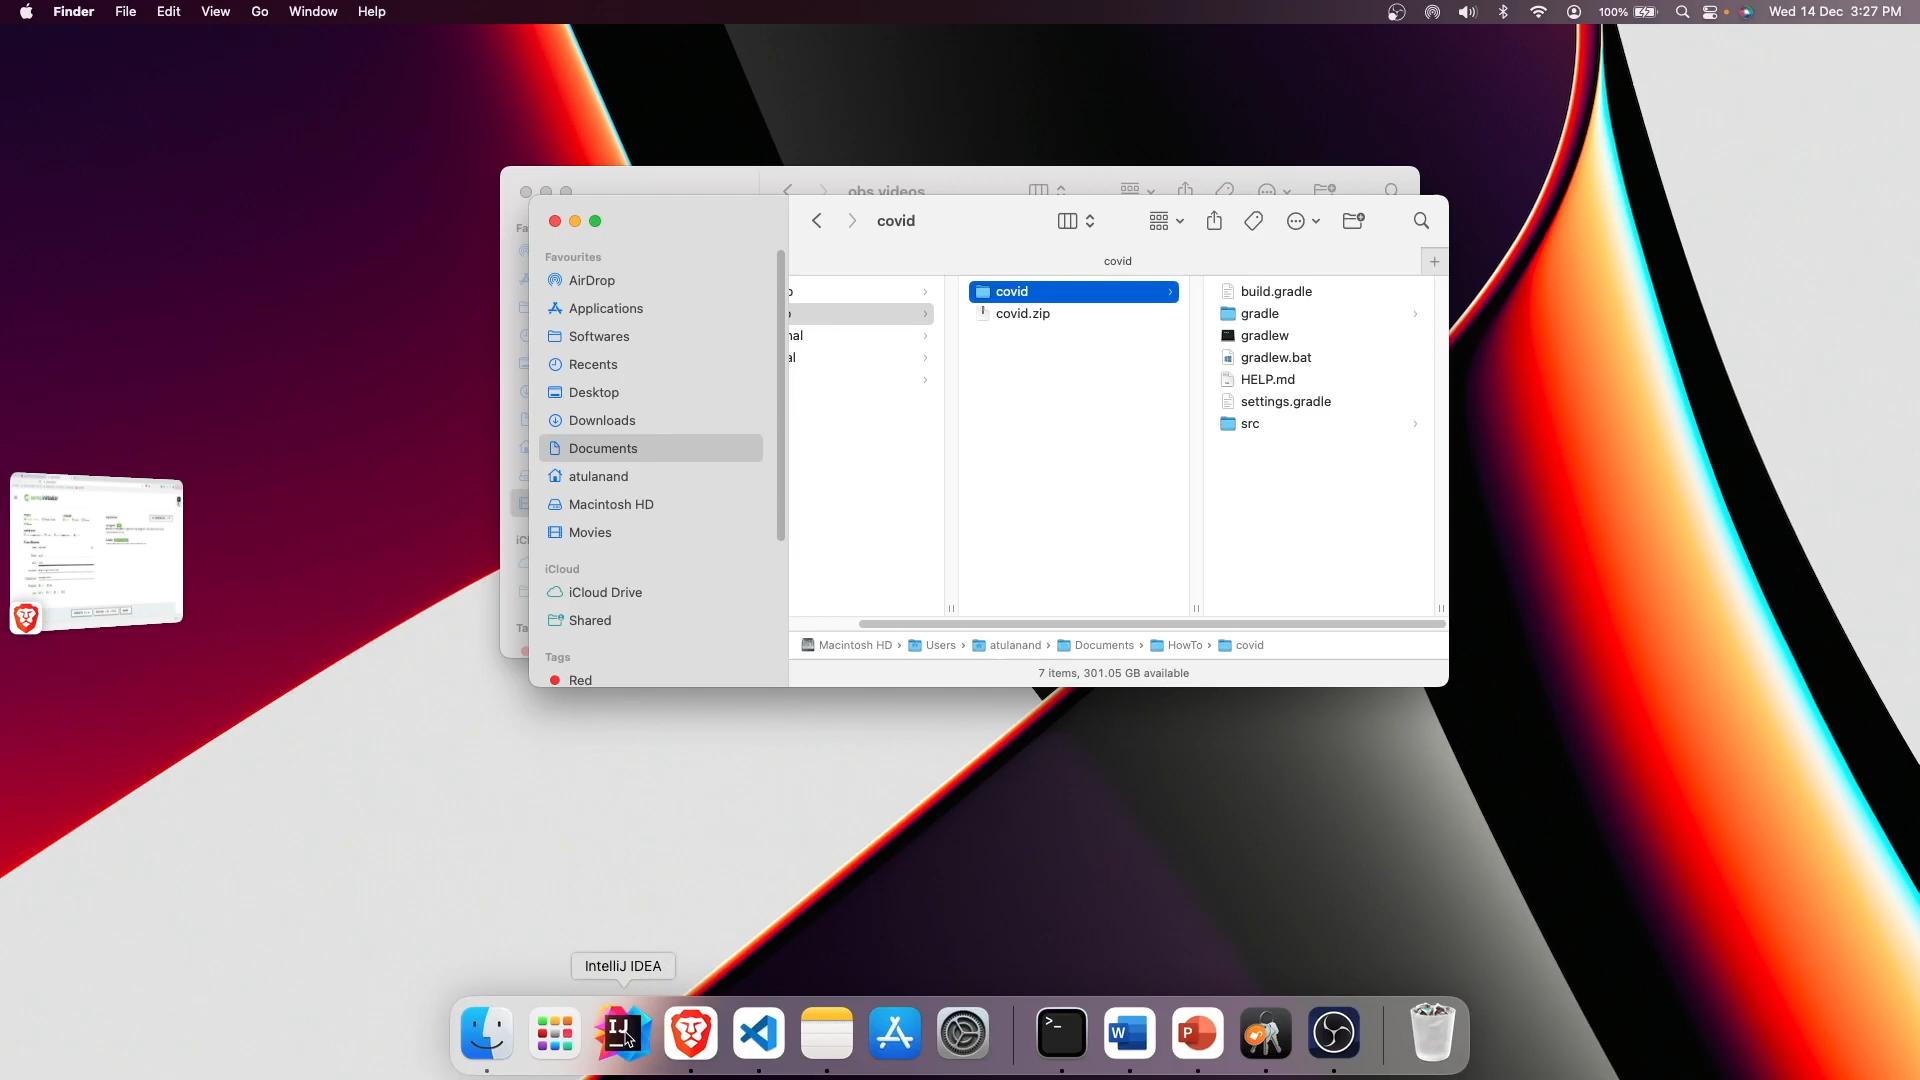 Finder File Edit View Go Window Help
100% Wed 14 Dec 3:27 PM
obs videos
covid
covid
Favourites
AirDrop
Applications
Softwares
Recents
Desktop
Downloads
Documents
atulanand
Macintosh HD
Movies
iCloud
iCloud Drive
Shared
Tags
Red
covid
covid.zip
build.gradle
gradle
gradlew
gradlew.bat
HELP.md
settings.gradle
src
Macintosh HD › Users › atulanand › Documents › HowTo › covid
7 items, 301.05 GB available
IntelliJ IDEA
IJ
W
P